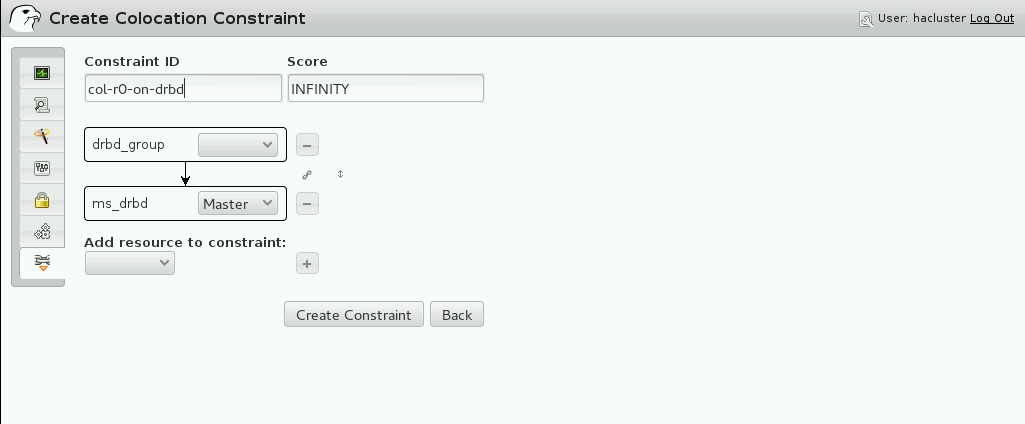 Create Colocation Constraint
User: hacluster Log Out
Constraint ID Score
col-r0-on-drbd INFINITY
drbd_group
ms_drbd Master
Add resource to constraint:
Create Constraint Back